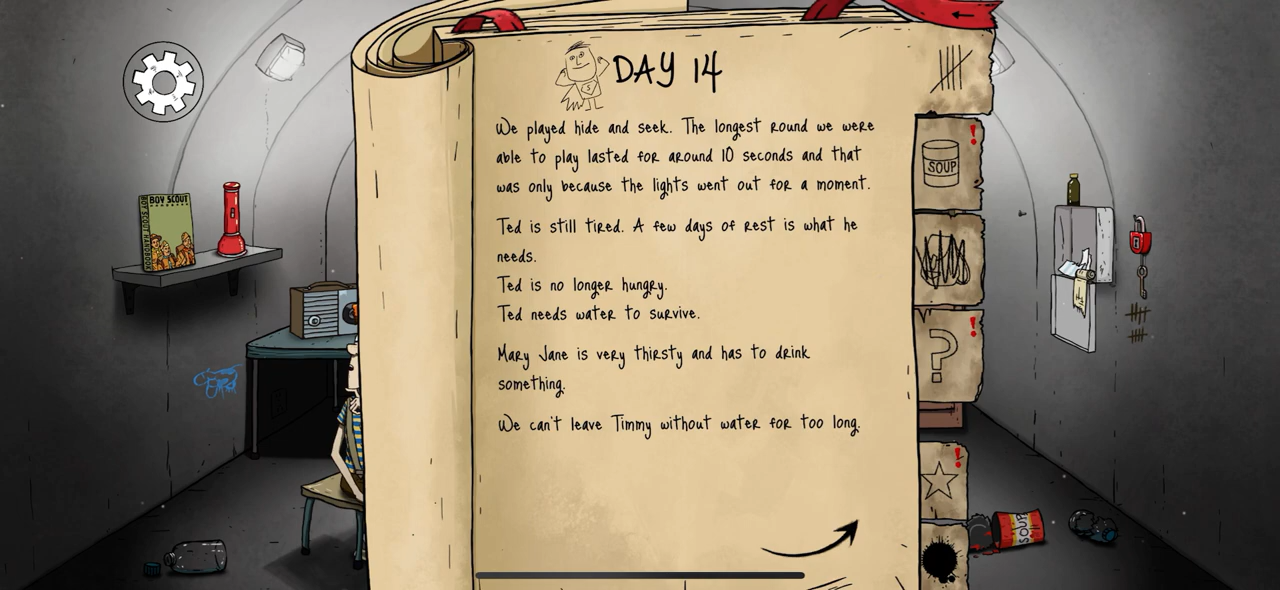 DAY 14
We played hide and seek. The longest round we were
able to play lasted for around 10 seconds and that
was only because the lights went out for a moment.
Ted is still tired. A few days of rest is what he
needs.
Ted is no longer hungry.
Ted needs water to survive.
Mary Jane is very thirsty and has to drink
something.
We can't leave Timmy without water for too long.
SOUP
!
?
!
!
BOY SCOUT
BOY SCOUT HANDBOOK
SOUP